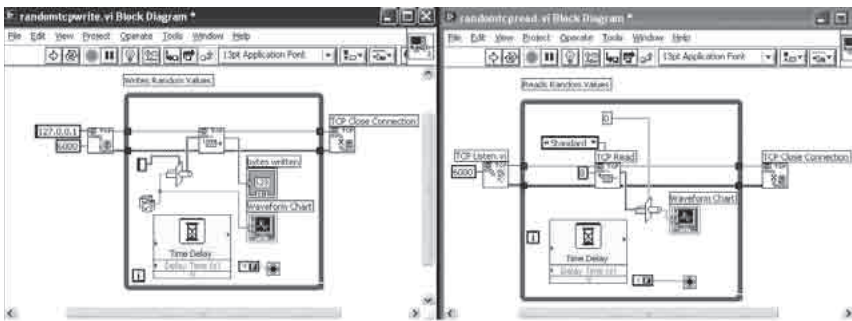 randomtcpwrite.vi Block Diagram *
File Edit View Project Operate Tools Window Help
13pt Application Font
Writes Random Values
127.0.0.1
6000
TCP Close Connection
bytes written
Waveform Chart
Time Delay
Delay Time (s)
i
randomtcpread.vi Block Diagram *
File Edit View Project Operate Tools Window Help
13pt Application Font
Reads Random Values
0
Standard
TCP Listen.vi
6000
TCP Read
TCP Close Connection
Waveform Chart
Time Delay
Delay Time (s)
i